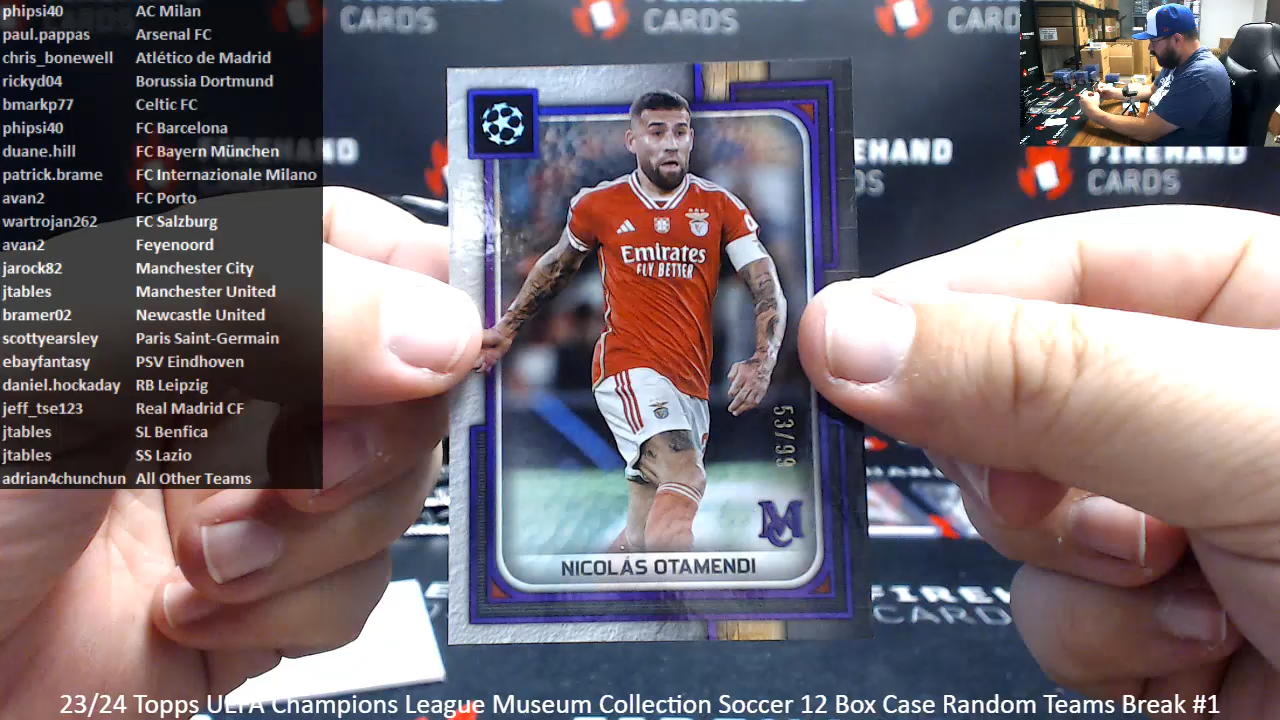 phipsi40 AC Milan
paul.pappas Arsenal FC
chris_bonewell Atlético de Madrid
rickyd04 Borussia Dortmund
bmarkp77 Celtic FC
phipsi40 FC Barcelona
duane.hill FC Bayern München
patrick.brame FC Internazionale Milano
avan2 FC Porto
wartrojan262 FC Salzburg
avan2 Feyenoord
jarock82 Manchester City
jtables Manchester United
bramer02 Newcastle United
scottyearsley Paris Saint-Germain
ebayfantasy PSV Eindhoven
daniel.hockaday RB Leipzig
jeff_tse123 Real Madrid CF
jtables SL Benfica
jtables SS Lazio
adrian4chunchun All Other Teams
CARDS
CARDS
CARDS
FIREHAND
CARDS
Emirates
FLY BETTER
53/99
MC
NICOLÁS OTAMENDI
CARDS
23/24 Topps UEFA Champions League Museum Collection Soccer 12 Box Case Random Teams Break #1